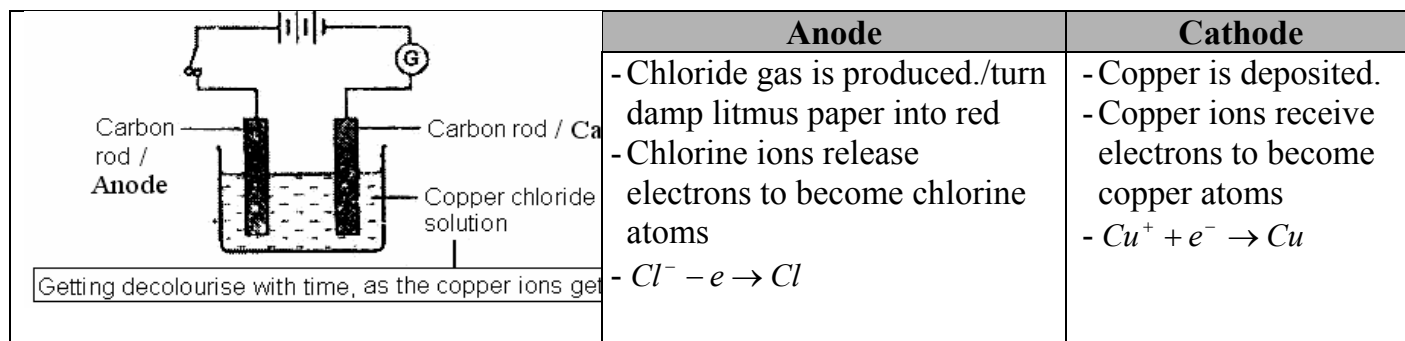 G
Carbon
rod /
Anode
Carbon rod / Ca
Copper chloride
solution
Getting decolourise with time, as the copper ions get
Anode
- Chloride gas is produced./turn
damp litmus paper into red
- Chlorine ions release
electrons to become chlorine
atoms
- Cl⁻ − e → Cl
Cathode
- Copper is deposited.
- Copper ions receive
electrons to become
copper atoms
- Cu⁺ + e⁻ → Cu